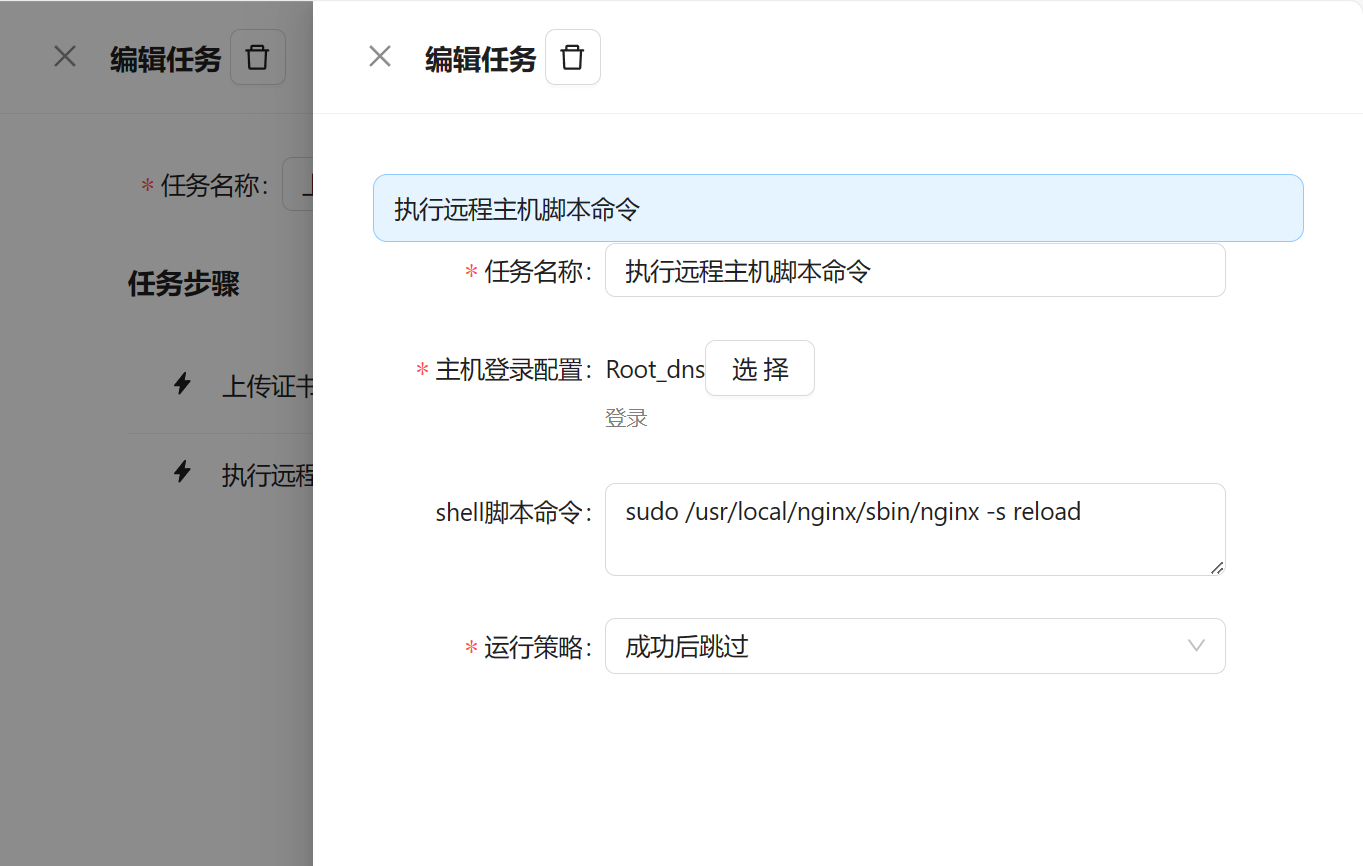 编辑任务
编辑任务
* 任务名称:
执行远程主机脚本命令
* 任务名称: 执行远程主机脚本命令
任务步骤
* 主机登录配置: Root_dns 选 择
上传证书
登录
执行远程
shell脚本命令: sudo /usr/local/nginx/sbin/nginx -s reload
* 运行策略: 成功后跳过